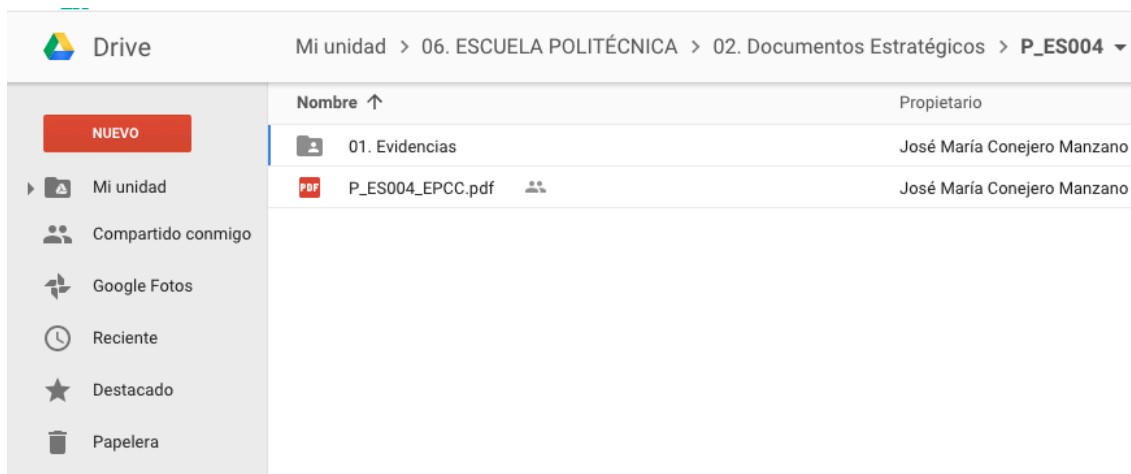 Drive
Mi unidad > 06. ESCUELA POLITÉCNICA > 02. Documentos Estratégicos > P_ES004
Nombre ↑
Propietario
NUEVO
01. Evidencias
José María Conejero Manzano
Mi unidad
PDF
P_ES004_EPCC.pdf
José María Conejero Manzano
Compartido conmigo
Google Fotos
Reciente
Destacado
Papelera